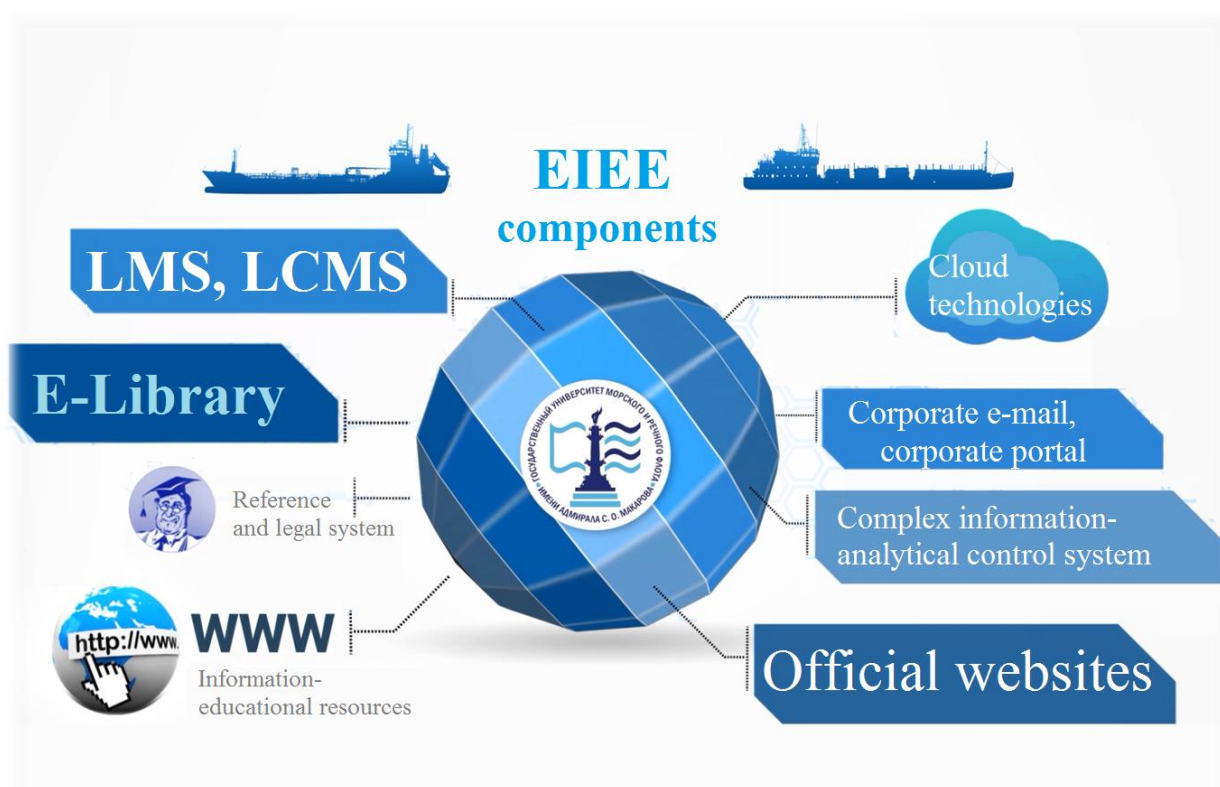 EIEE
components
LMS, LCMS
E-Library
Reference
and legal system
http://www.
WWW
Information-
educational resources
ГОСУДАРСТВЕННЫЙ УНИВЕРСИТЕТ МОРСКОГО И РЕЧНОГО ФЛОТА
ИМЕНИ АДМИРАЛА С. О. МАКАРОВА
Cloud
technologies
Corporate e-mail,
corporate portal
Complex information-
analytical control system
Official websites